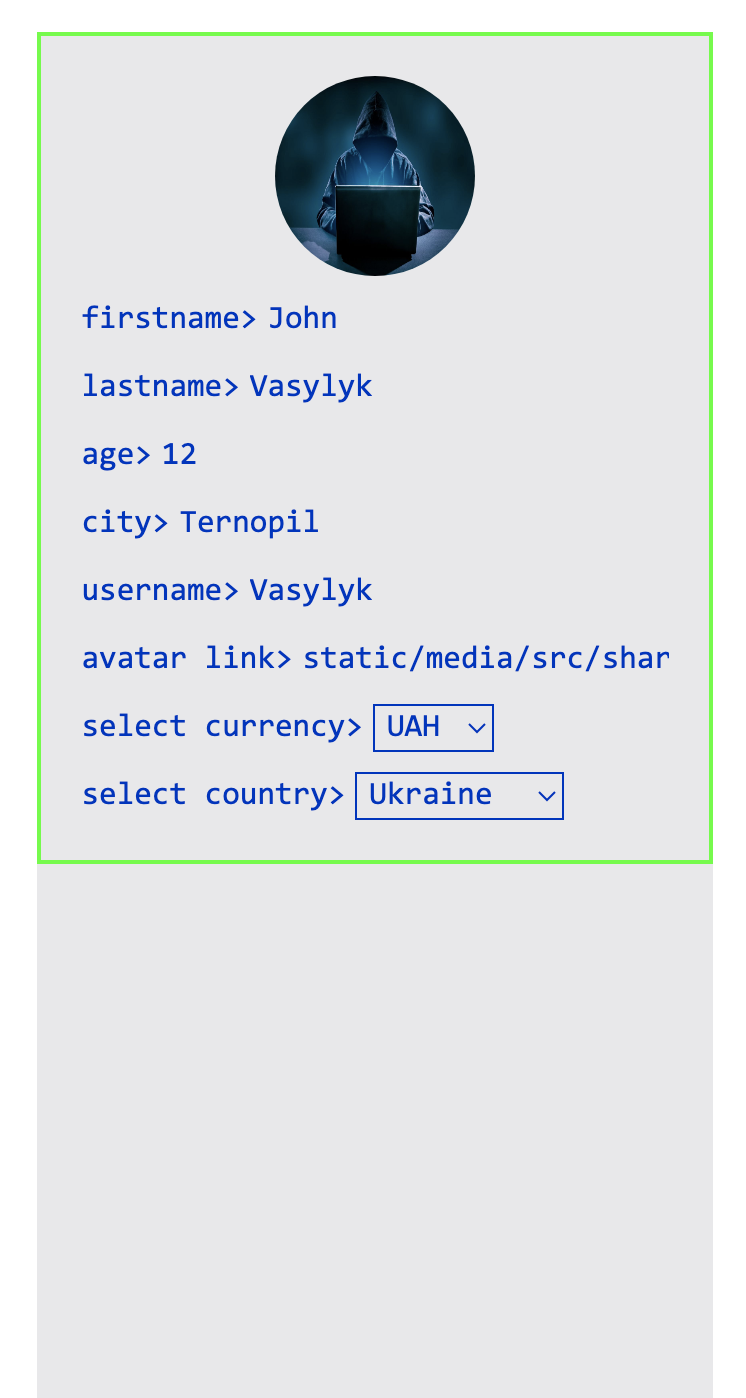 firstname> John
lastname> Vasylyk
age> 12
city> Ternopil
username> Vasylyk
avatar link> static/media/src/shar
select currency> UAH
select country> Ukraine